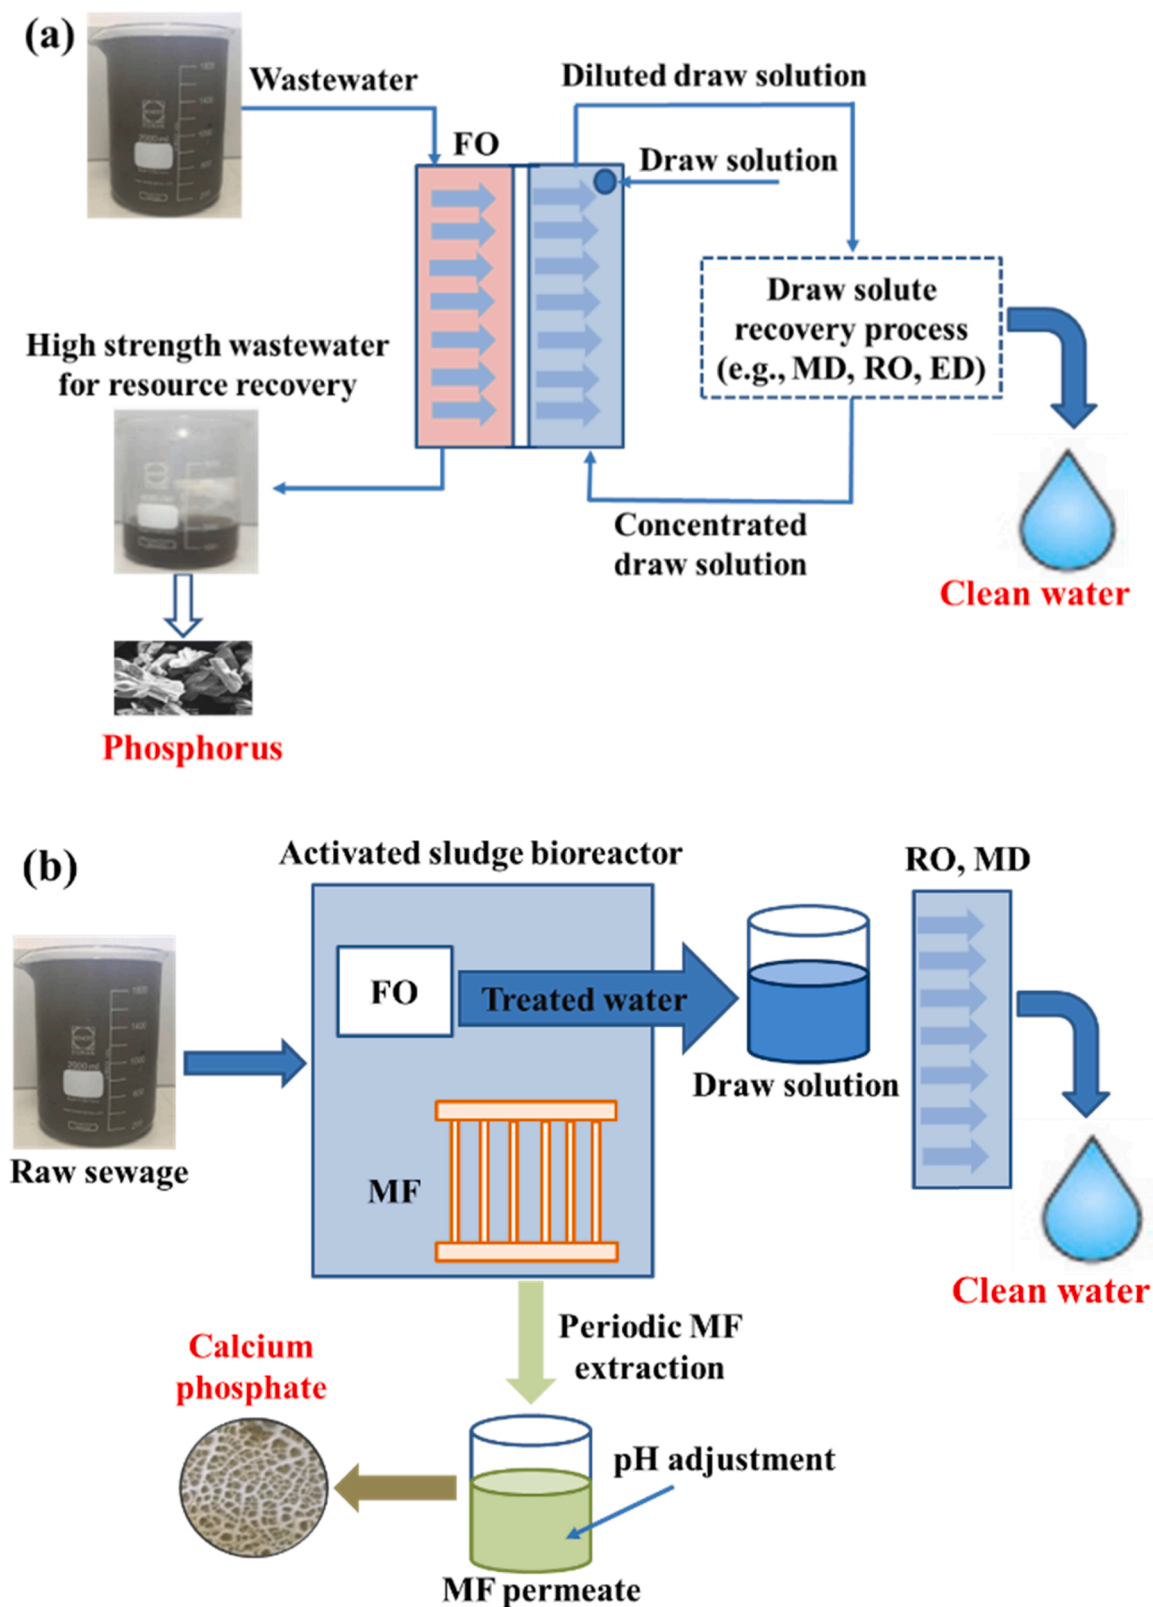 (a)
Wastewater
Diluted draw solution
FO
Draw solution
Draw solute
recovery process
(e.g., MD, RO, ED)
High strength wastewater
for resource recovery
Concentrated
draw solution
Clean water
Phosphorus
(b)
Activated sludge bioreactor
RO, MD
FO
Treated water
Draw solution
Raw sewage
MF
Clean water
Periodic MF
extraction
Calcium
phosphate
pH adjustment
MF permeate